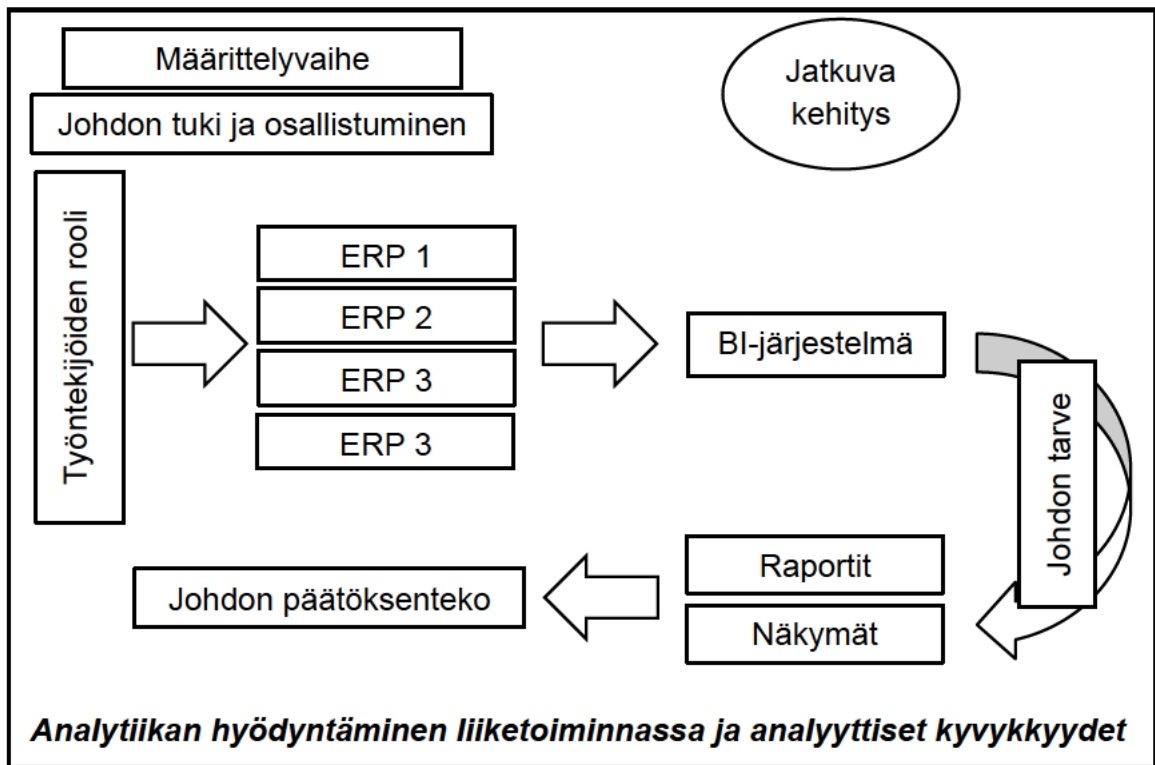 Määrittelyvaihe
Johdon tuki ja osallistuminen
Jatkuva
kehitys
Työntekijöiden rooli
ERP 1
ERP 2
ERP 3
ERP 3
BI-järjestelmä
Johdon tarve
Raportit
Näkymät
Johdon päätöksenteko
Analytiikan hyödyntäminen liiketoiminnassa ja analyyttiset kyvykkyydet